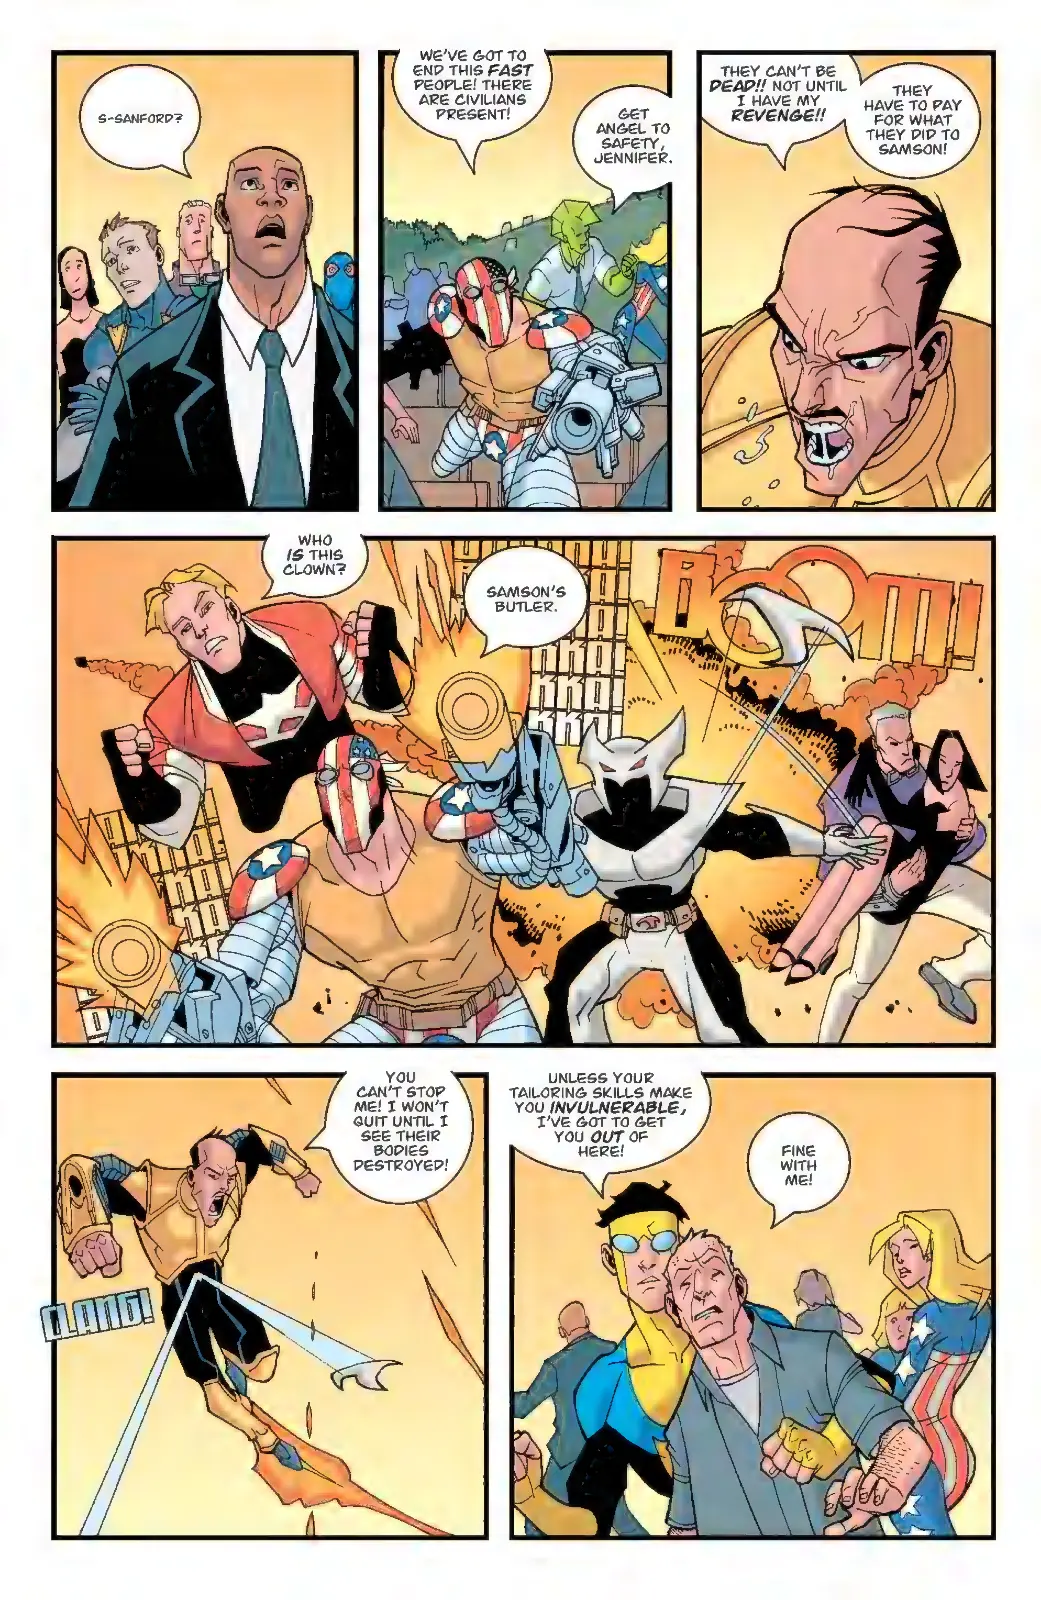 S-SANFORD?
WE'VE GOT TO
END THIS FAST
PEOPLE! THERE
ARE CIVILIANS
PRESENT!
GET
ANGEL TO
SAFETY,
JENNIFER.
THEY CAN'T BE
DEAD!! NOT UNTIL
I HAVE MY
REVENGE!!
THEY
HAVE TO PAY
FOR WHAT
THEY DID TO
SAMSON!
WHO
IS THIS
CLOWN?
SAMSON'S
BUTLER.
BOOM!
YOU
CAN'T STOP
ME! I WON'T
QUIT UNTIL I
SEE THEIR
BODIES
DESTROYED!
CLANG!
UNLESS YOUR
TAILORING SKILLS MAKE
YOU INVULNERABLE,
I'VE GOT TO GET
YOU OUT OF
HERE!
FINE
WITH
ME!